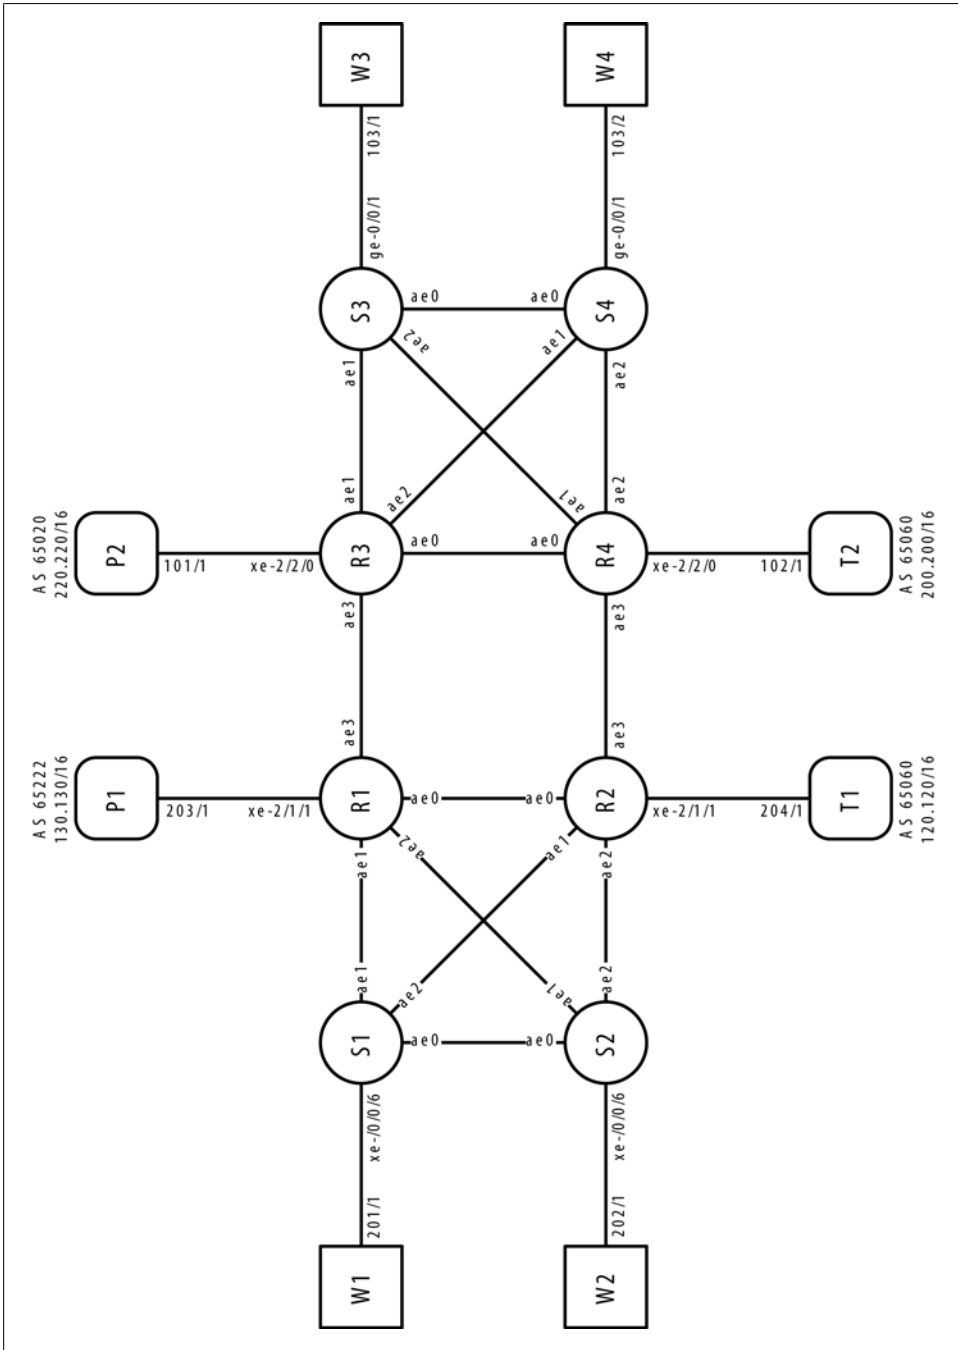 W3
W4
103/1
103/2
ge-0/0/1
ge-0/0/1
S3
ae0
ae0
S4
ae2
ae1
ae1
ae2
AS 65020
220.220/16
P2
101/1
xe-2/2/0
ae1
ae2
ae1
ae2
R3
ae0
ae0
R4
xe-2/2/0
102/1
T2
AS 65060
200.200/16
ae3
ae3
ae3
ae3
AS 65222
130.130/16
P1
203/1
xe-2/1/1
R1
ae0
ae0
R2
xe-2/1/1
204/1
T1
AS 65060
120.120/16
ae1
ae2
ae1
ae2
ae1
ae2
ae1
ae2
S1
ae0
ae0
S2
xe-/0/0/6
xe-/0/0/6
201/1
202/1
W1
W2